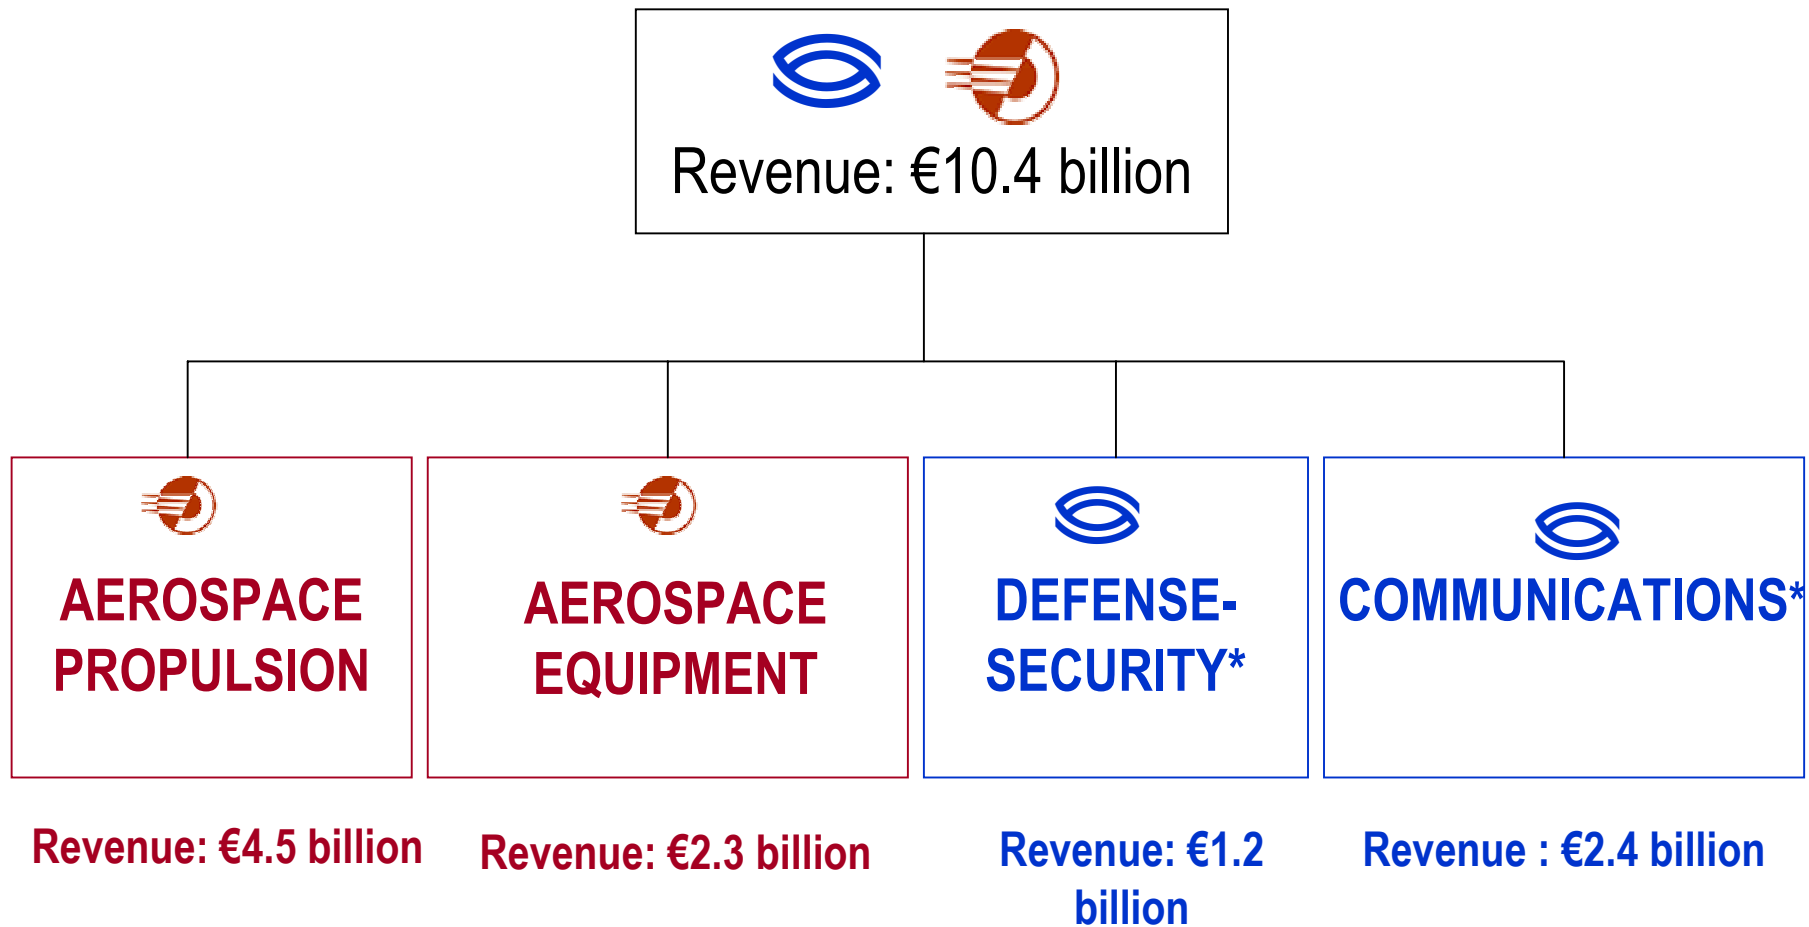 Revenue: €10.4 billion
AEROSPACE
PROPULSION
AEROSPACE
EQUIPMENT
DEFENSE-
SECURITY*
COMMUNICATIONS*
Revenue: €4.5 billion
Revenue: €2.3 billion
Revenue: €1.2
billion
Revenue : €2.4 billion